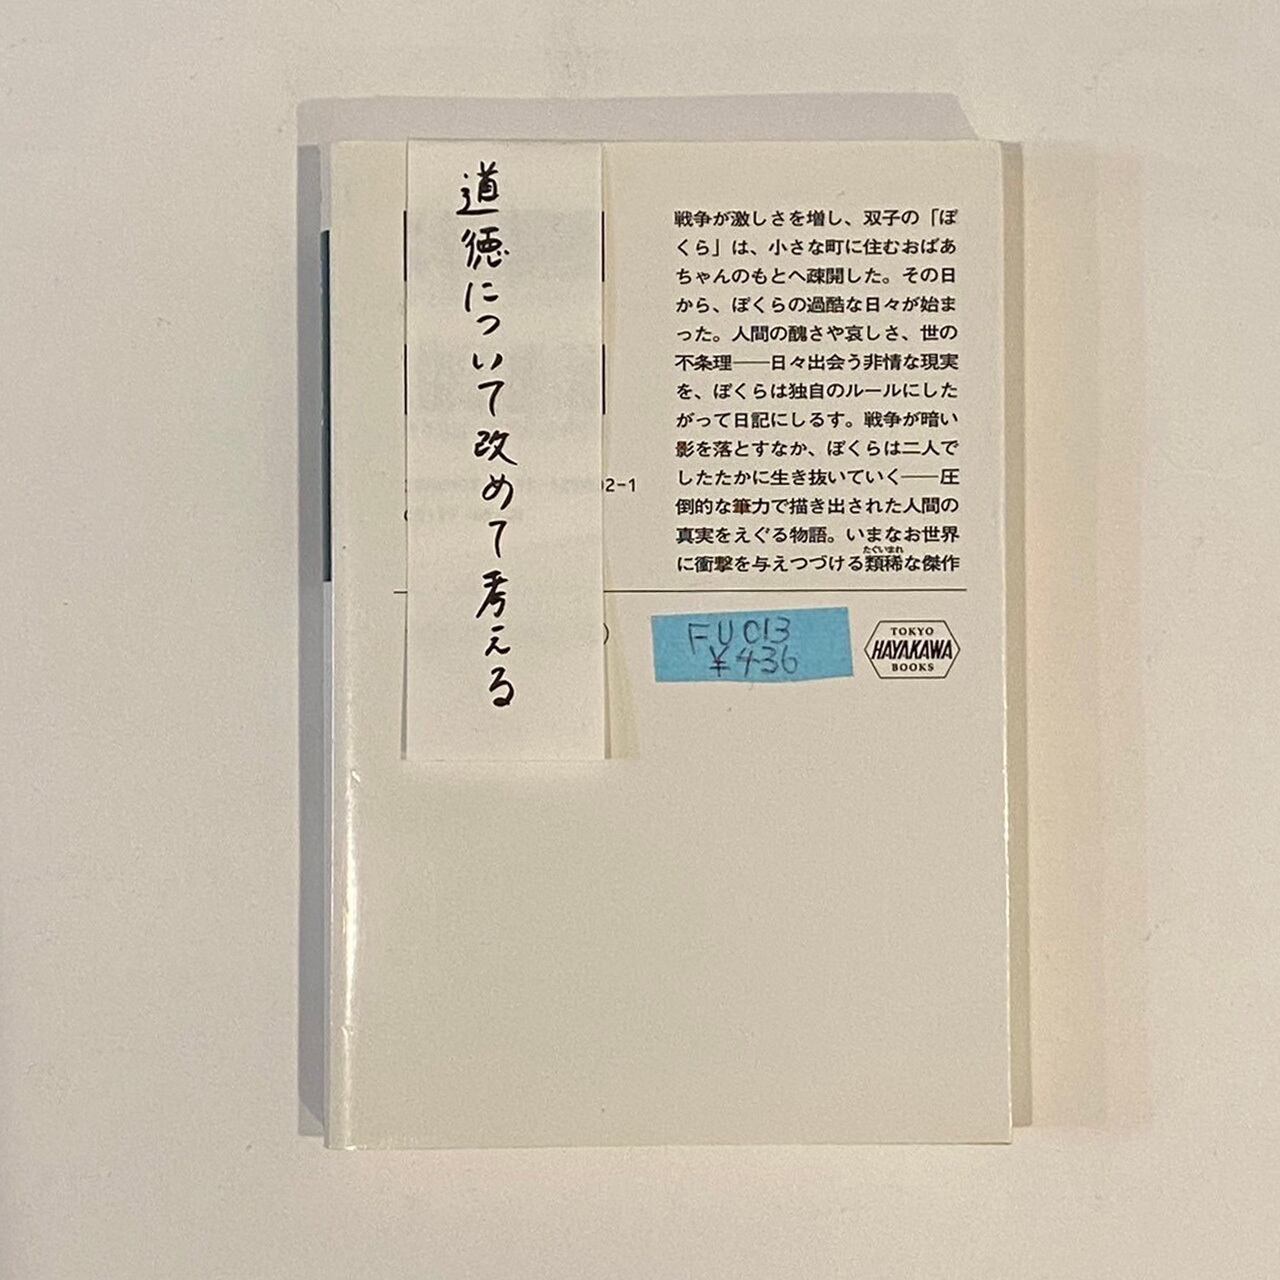 道徳について改めて考える
戦争が激しさを増し、双子の「ぼ
くら」は、小さな町に住むおばあ
ちゃんのもとへ疎開した。その日
から、ぼくらの過酷な日々が始ま
った。人間の醜さや哀しさ、世の
不条理――日々出会う非情な現実
を、ぼくらは独自のルールにした
がって日記にしるす。戦争が暗い
影を落とすなか、ぼくらは二人で
したたかに生き抜いていく――圧
倒的な筆力で描き出された人間の
真実をえぐる物語。いまなお世界
たぐいまれ
に衝撃を与えつづける類稀な傑作
02-1
FU013
¥436
TOKYO
HAYAKAWA
BOOKS